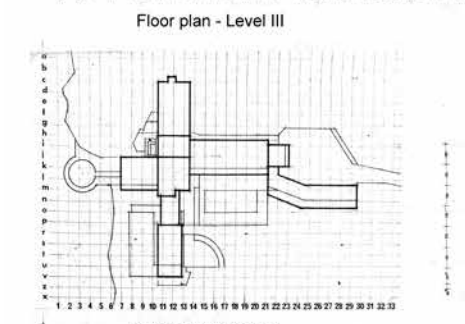 Floor plan - Level III
a
b
c
d
e
f
g
h
i
j
k
l
m
n
o
p
r
s
t
u
v
x
1 2 3 4 5 6 7 8 9 10 11 12 13 14 15 16 17 18 19 20 21 22 23 24 25 26 27 28 29 30 31 32 33